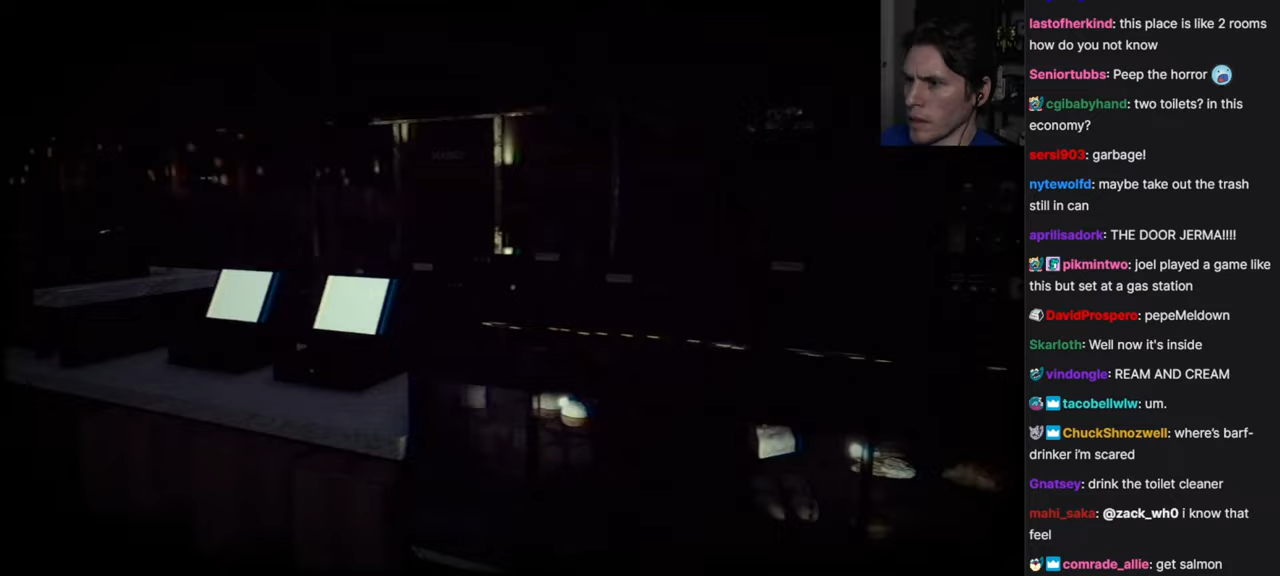 lastofherkind: this place is like 2 rooms
how do you not know
Seniortubbs: Peep the horror
cgibabyhand: two toilets? in this
economy?
sersi903: garbage!
nytewolfd: maybe take out the trash
still in can
aprilisadork: THE DOOR JERMA!!!!
pikmintwo: joel played a game like
this but set at a gas station
DavidProspero: pepeMeldown
Skarloth: Well now it's inside
vindongle: REAM AND CREAM
tacobellwlw: um.
ChuckShnozwell: where's barf-
drinker i'm scared
Gnatsey: drink the toilet cleaner
mahi_saka: @zack_wh0 i know that
feel
comrade_allie: get salmon